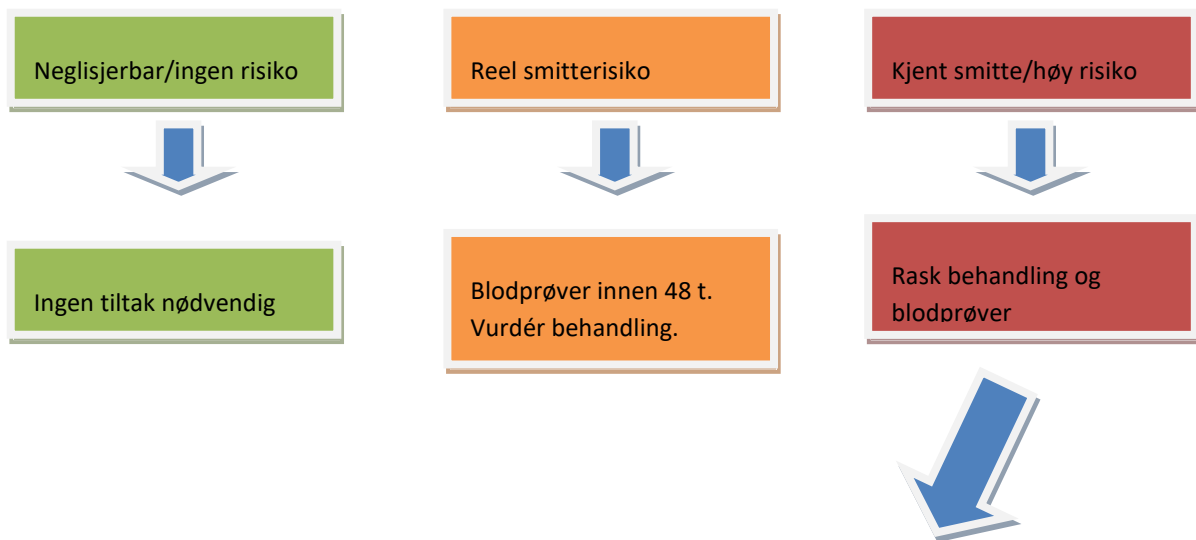 Neglisjerbar/ingen risiko
Reel smitterisiko
Kjent smitte/høy risiko
Ingen tiltak nødvendig
Blodprøver innen 48 t.
Vurdér behandling.
Rask behandling og
blodprøver